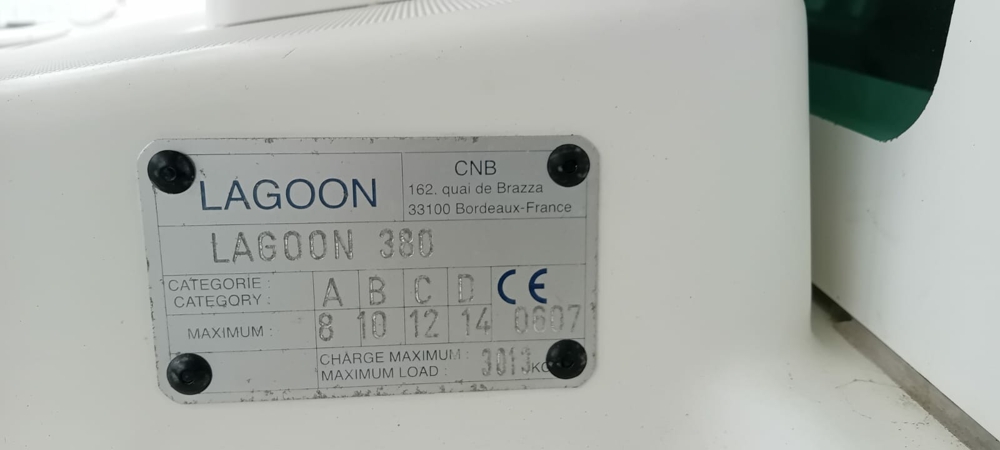 LAGOON
CNB
162. quai de Brazza
33100 Bordeaux-France
LAGOON 380
CATEGORIE :
CATEGORY :
A B C D CE
MAXIMUM :
8 10 12 14 0607
CHARGE MAXIMUM :
MAXIMUM LOAD :